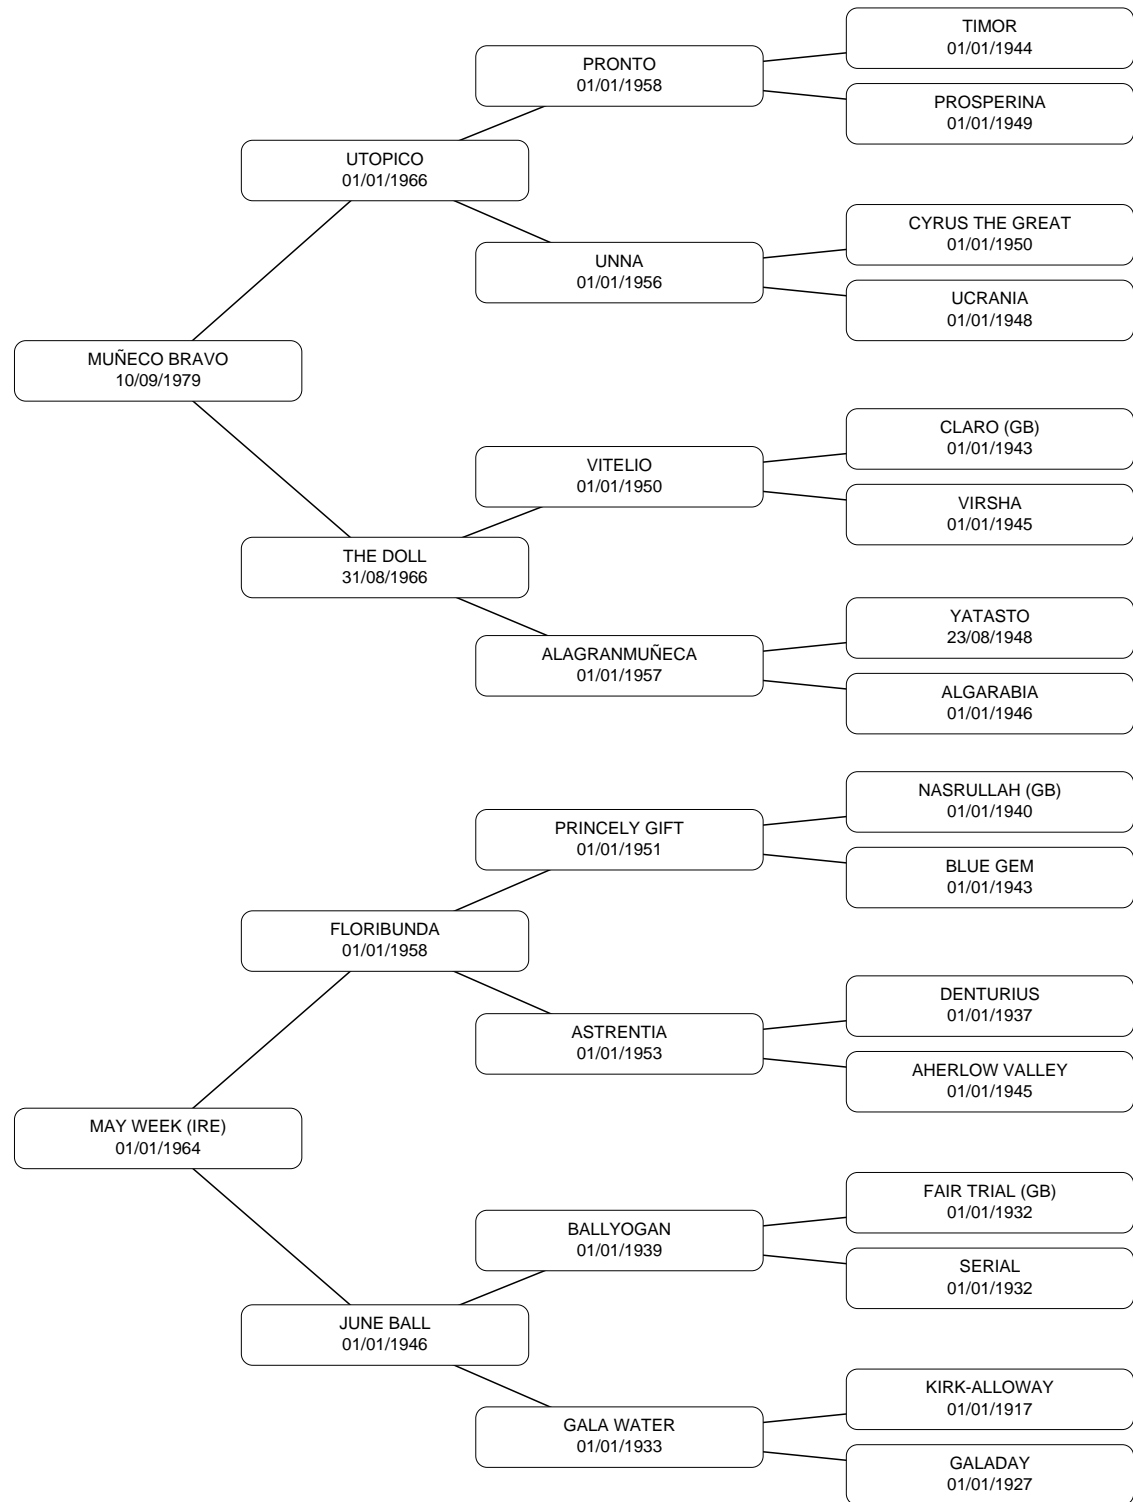 TIMOR
01/01/1944
PRONTO
01/01/1958
PROSPERINA
01/01/1949
UTOPICO
01/01/1966
CYRUS THE GREAT
01/01/1950
UNNA
01/01/1956
UCRANIA
01/01/1948
MUÑECO BRAVO
10/09/1979
CLARO (GB)
01/01/1943
VITELIO
01/01/1950
VIRSHA
01/01/1945
THE DOLL
31/08/1966
YATASTO
23/08/1948
ALAGRANMUÑECA
01/01/1957
ALGARABIA
01/01/1946
NASRULLAH (GB)
01/01/1940
PRINCELY GIFT
01/01/1951
BLUE GEM
01/01/1943
FLORIBUNDA
01/01/1958
DENTURIUS
01/01/1937
ASTRENTIA
01/01/1953
AHERLOW VALLEY
01/01/1945
MAY WEEK (IRE)
01/01/1964
FAIR TRIAL (GB)
01/01/1932
BALLYOGAN
01/01/1939
SERIAL
01/01/1932
JUNE BALL
01/01/1946
KIRK-ALLOWAY
01/01/1917
GALA WATER
01/01/1933
GALADAY
01/01/1927